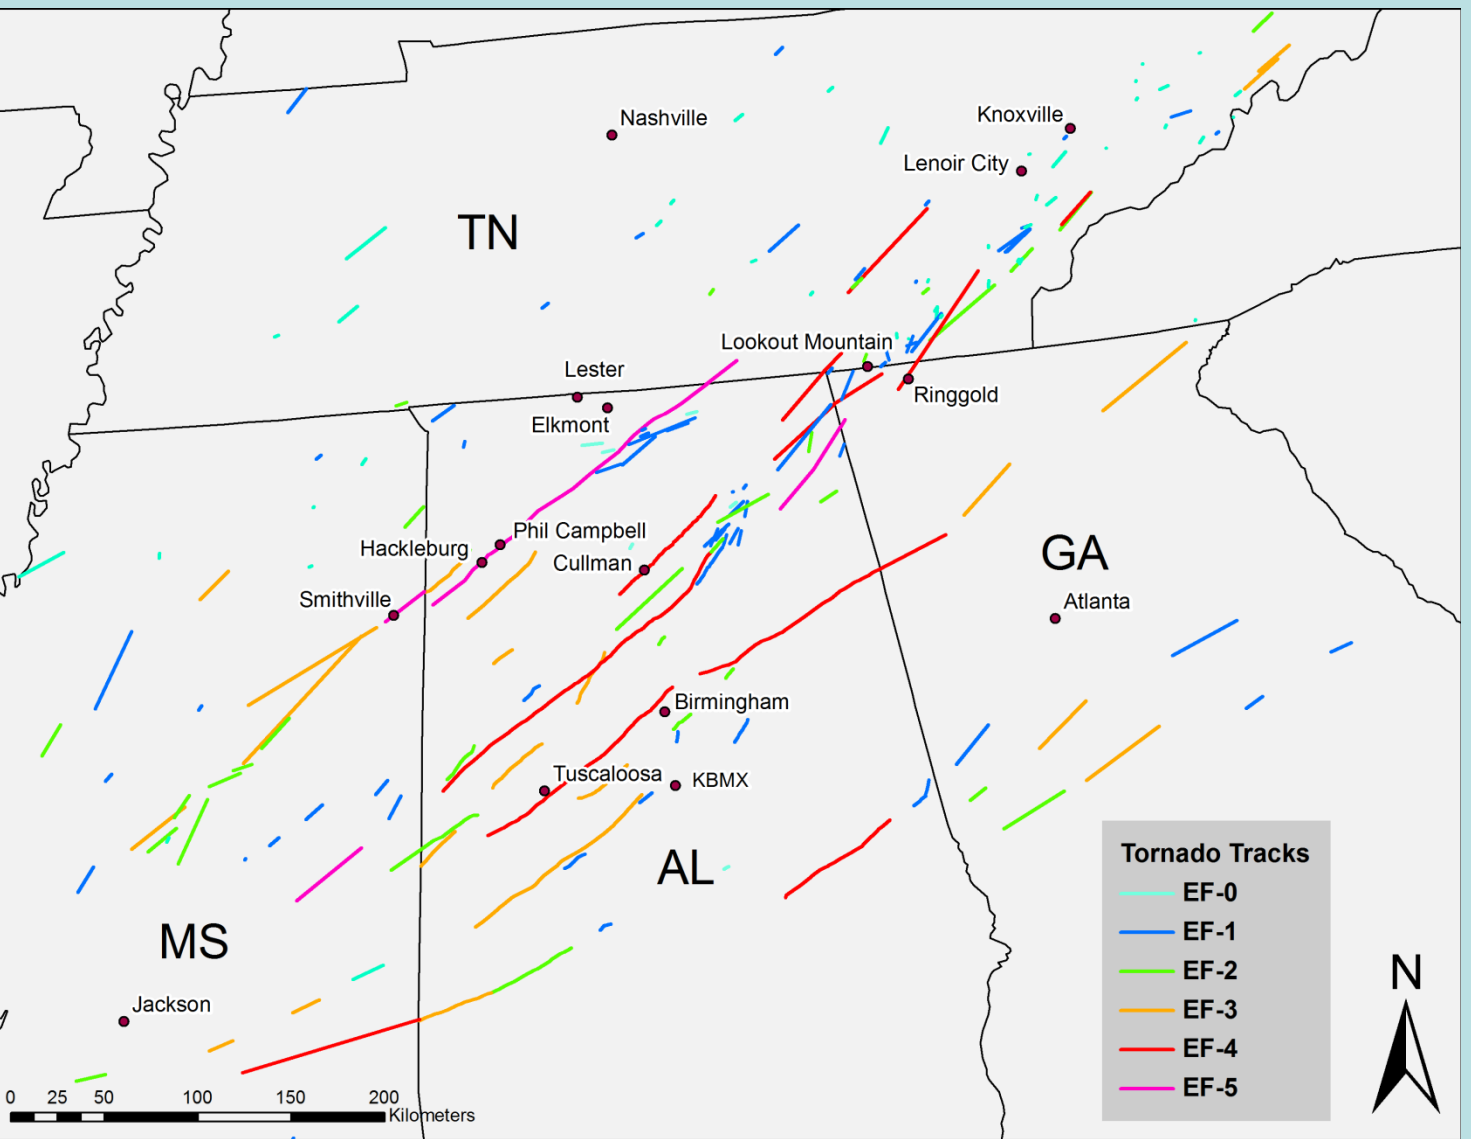 Nashville
Knoxville
Lenoir City
TN
Lookout Mountain
Lester
Ringgold
Elkmont
Phil Campbell
Hackleburg
Cullman
GA
Smithville
Atlanta
Birmingham
Tuscaloosa
KBMX
AL
MS
Jackson
Tornado Tracks
EF-0
EF-1
EF-2
EF-3
EF-4
EF-5
N
0 25 50 100 150 200
Kilometers